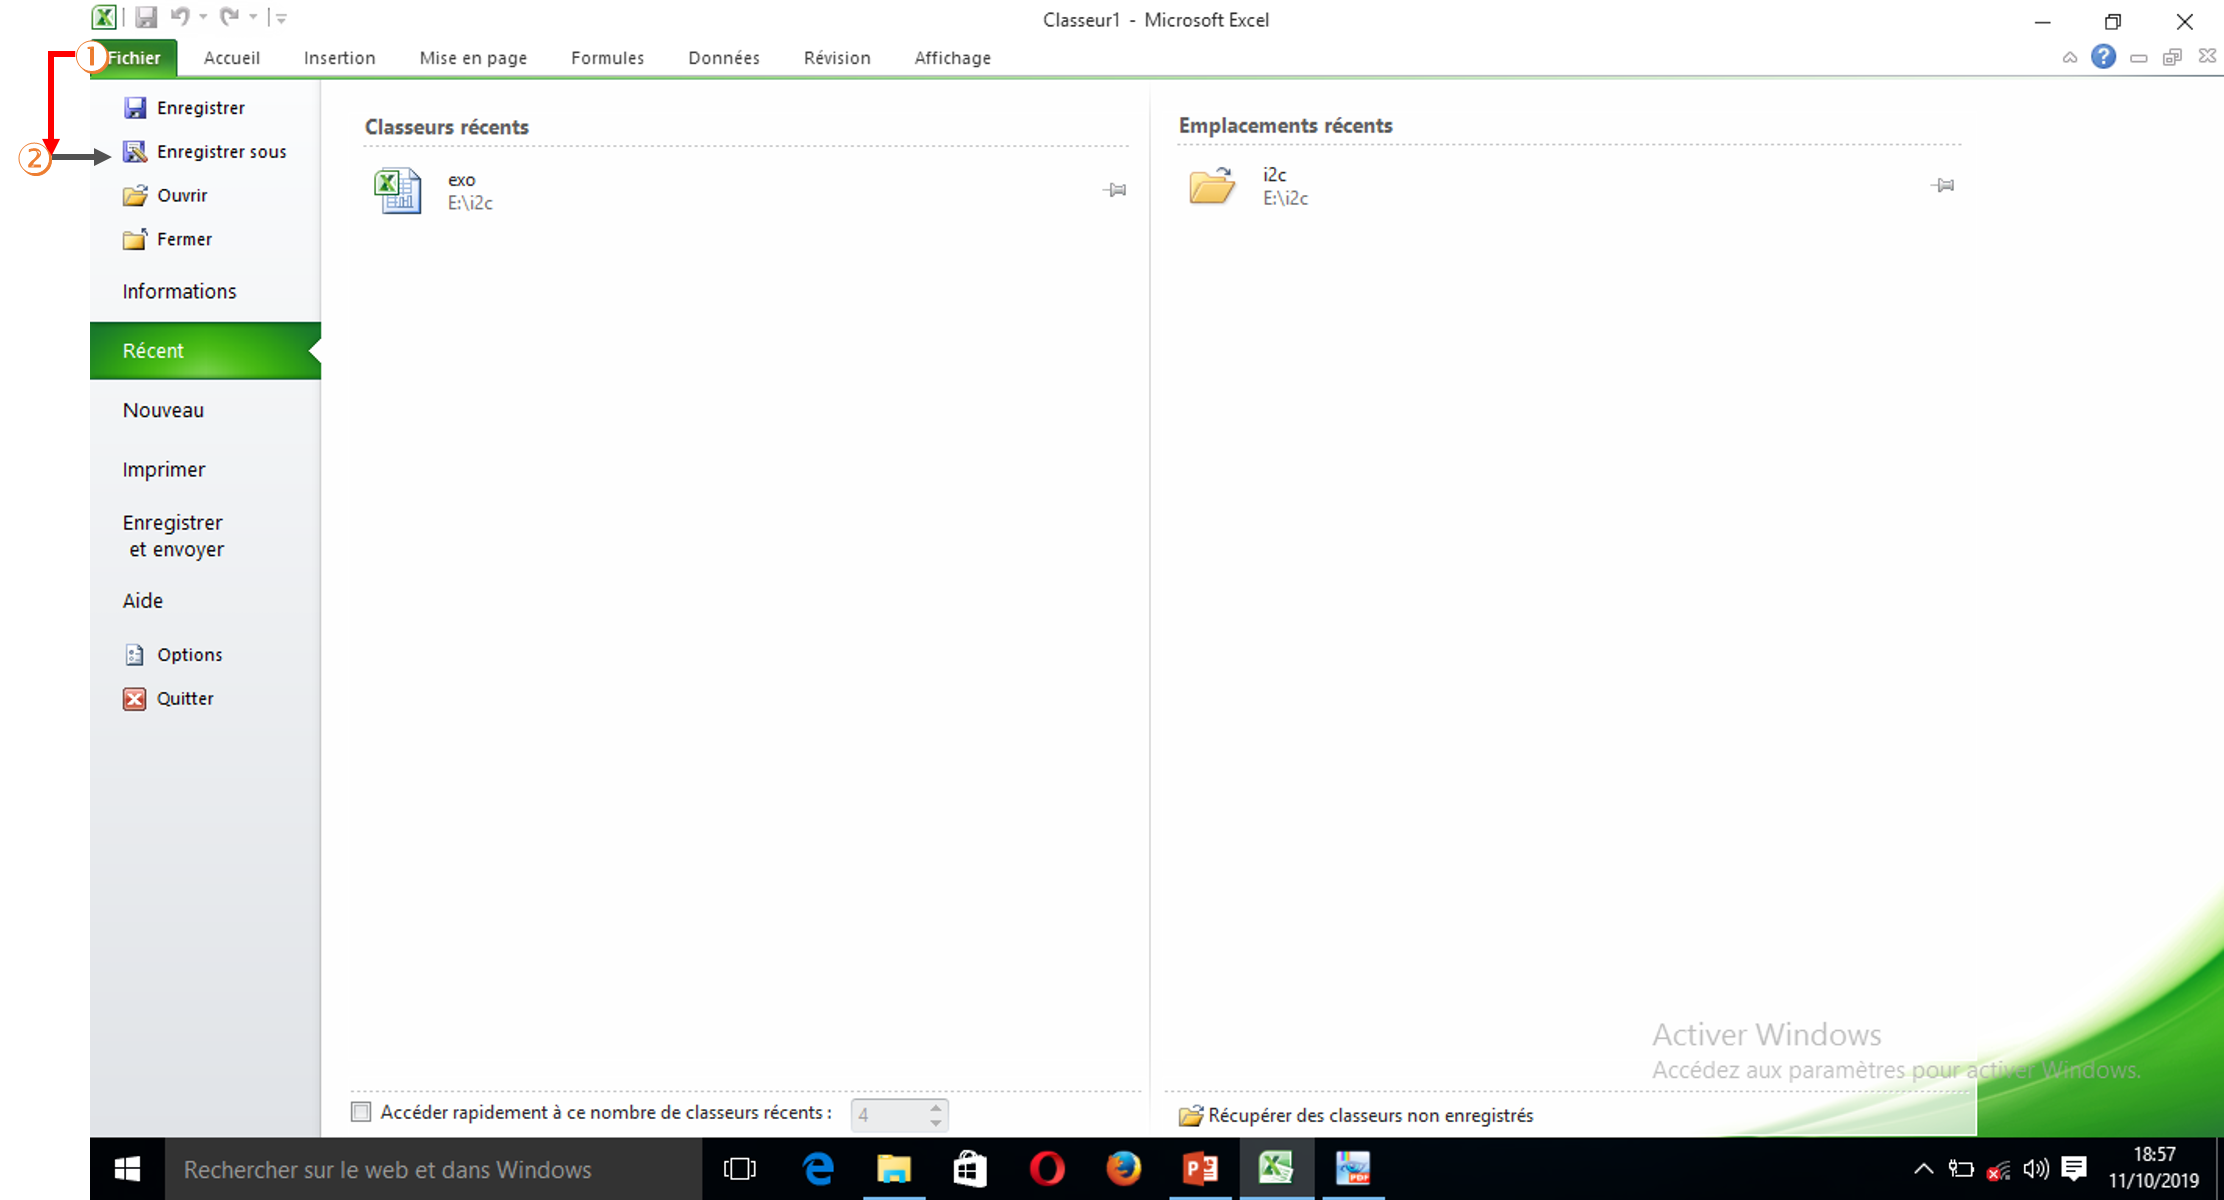 Classeur1 - Microsoft Excel
1
Fichier
Accueil
Insertion
Mise en page
Formules
Données
Révision
Affichage
2
Enregistrer
Enregistrer sous
Ouvrir
Fermer
Informations
Récent
Nouveau
Imprimer
Enregistrer
et envoyer
Aide
Options
Quitter
Classeurs récents
exo
E:\i2c
Emplacements récents
i2c
E:\i2c
Activer Windows
Accédez aux paramètres pour activer Windows.
Accéder rapidement à ce nombre de classeurs récents :
4
Récupérer des classeurs non enregistrés
Rechercher sur le web et dans Windows
18:57
11/10/2019